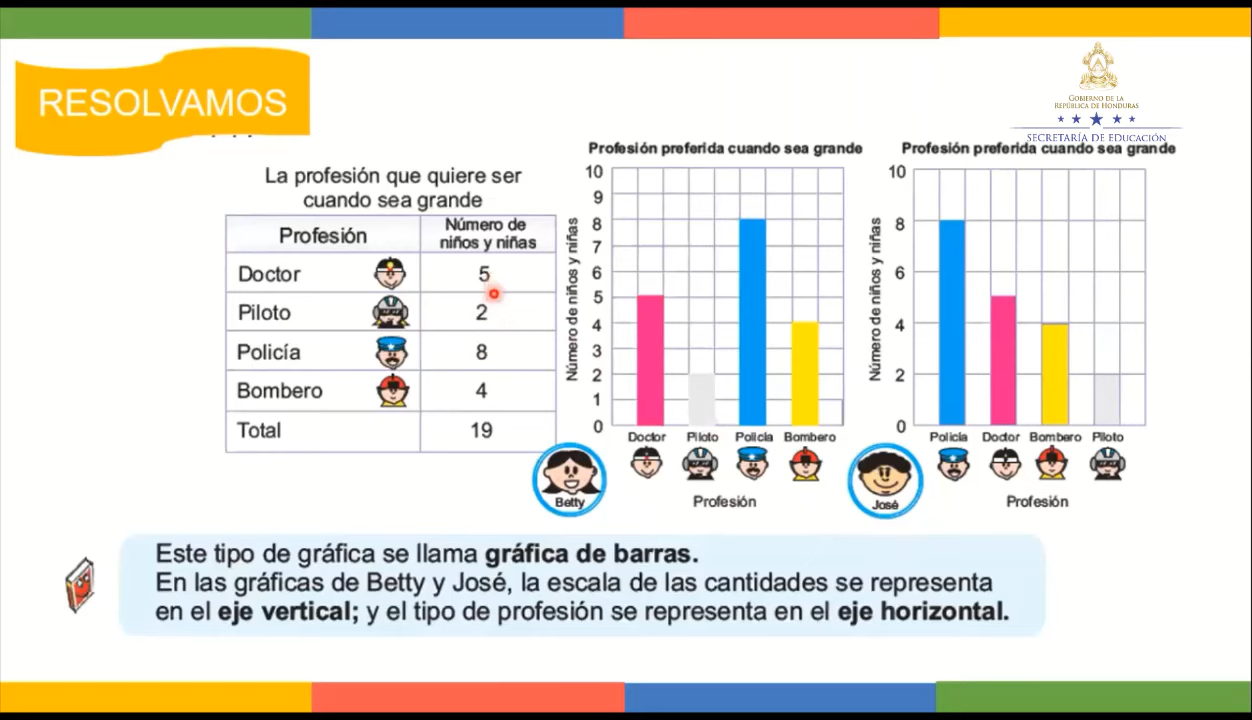 RESOLVAMOS
GOBIERNO DE LA
REPÚBLICA DE HONDURAS
SECRETARÍA DE EDUCACIÓN
La profesión que quiere ser
cuando sea grande
Profesión
Número de
niños y niñas
Doctor 5
Piloto 2
Policía 8
Bombero 4
Total 19
Profesión preferida cuando sea grande
Número de niños y niñas
10
9
8
7
6
5
4
3
2
1
0
Doctor Piloto Policía Bombero
Betty
Profesión
Profesión preferida cuando sea grande
Número de niños y niñas
10
8
6
4
2
0
Policía Doctor Bombero Piloto
José
Profesión
Este tipo de gráfica se llama gráfica de barras.
En las gráficas de Betty y José, la escala de las cantidades se representa
en el eje vertical; y el tipo de profesión se representa en el eje horizontal.